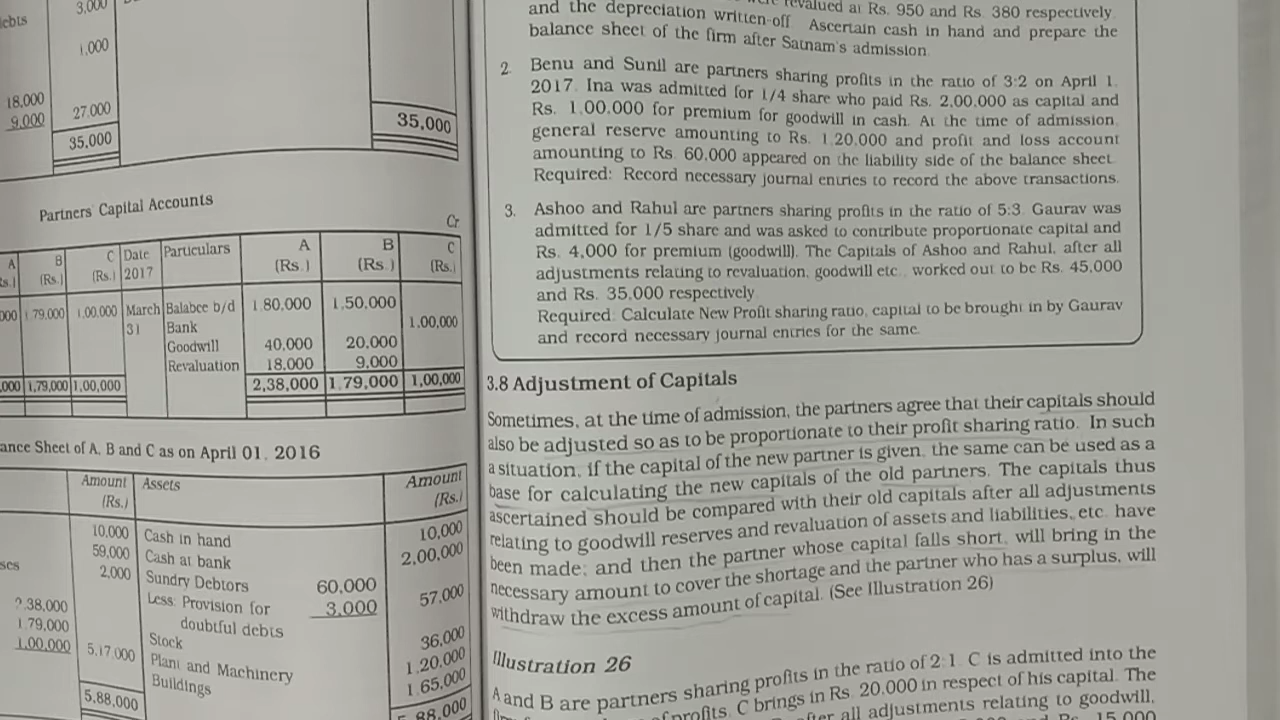 3,000
ebts
1,000
18,000
27,000
9,000
35,000
35,000
Partners' Capital Accounts
Cr
A B C Date Particulars A B C
(Rs.) (Rs.) 2017 (Rs.) (Rs.) (Rs.)
000 1,79,000 1,00,000 March Balabce b/d 1,80,000 1,50,000
31 Bank 1,00,000
Goodwill 40,000 20,000
Revaluation 18,000 9,000
,000 1,79,000 1,00,000 2,38,000 1,79,000 1,00,000
ance Sheet of A, B and C as on April 01, 2016
Amount Assets Amount
(Rs.) (Rs.)
10,000 Cash in hand 10,000
59,000 Cash at bank 2,00,000
ses 2,000 Sundry Debtors 60,000
Less: Provision for 3,000 57,000
doubtful debts
2,38,000 Stock 36,000
1,79,000 Plant and Machinery 1,20,000
1,00,000 5,17,000 Buildings 1,65,000
5,88,000 88,000
revalued at Rs. 950 and Rs. 380 respectively
and the depreciation written-off. Ascertain cash in hand and prepare the
balance sheet of the firm after Satnam's admission.
2. Benu and Sunil are partners sharing profits in the ratio of 3:2 on April 1,
2017. Ina was admitted for 1/4 share who paid Rs. 2,00,000 as capital and
Rs. 1,00,000 for premium for goodwill in cash. At the time of admission,
general reserve amounting to Rs. 1,20,000 and profit and loss account
amounting to Rs. 60,000 appeared on the liability side of the balance sheet.
Required: Record necessary journal entries to record the above transactions.
3. Ashoo and Rahul are partners sharing profits in the ratio of 5:3. Gaurav was
admitted for 1/5 share and was asked to contribute proportionate capital and
Rs. 4,000 for premium (goodwill). The Capitals of Ashoo and Rahul, after all
adjustments relating to revaluation, goodwill etc., worked out to be Rs. 45,000
and Rs. 35,000 respectively.
Required: Calculate New Profit sharing ratio, capital to be brought in by Gaurav
and record necessary journal entries for the same.
3.8 Adjustment of Capitals
Sometimes, at the time of admission, the partners agree that their capitals should
also be adjusted so as to be proportionate to their profit sharing ratio. In such
a situation, if the capital of the new partner is given, the same can be used as a
base for calculating the new capitals of the old partners. The capitals thus
ascertained should be compared with their old capitals after all adjustments
relating to goodwill reserves and revaluation of assets and liabilities, etc. have
been made; and then the partner whose capital falls short, will bring in the
necessary amount to cover the shortage and the partner who has a surplus, will
withdraw the excess amount of capital. (See Illustration 26)
Illustration 26
A and B are partners sharing profits in the ratio of 2:1. C is admitted into the
of profits. C brings in Rs. 20,000 in respect of his capital. The
after all adjustments relating to goodwill,
Rs. 15,000